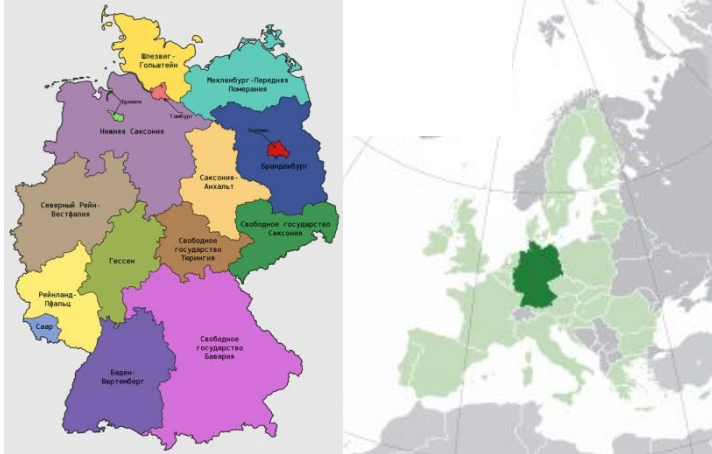 Шлезвиг-
Гольштейн
Мекленбург-Передняя
Померания
Бремен
Гамбург
Нижняя Саксония
Берлин
Бранденбург
Саксония-
Анхальт
Северный Рейн-
Вестфалия
Свободное государство
Саксония
Свободное
государство
Тюрингия
Гессен
Рейнланд-
Пфальц
Саар
Свободное
государство
Бавария
Баден-
Вюртемберг